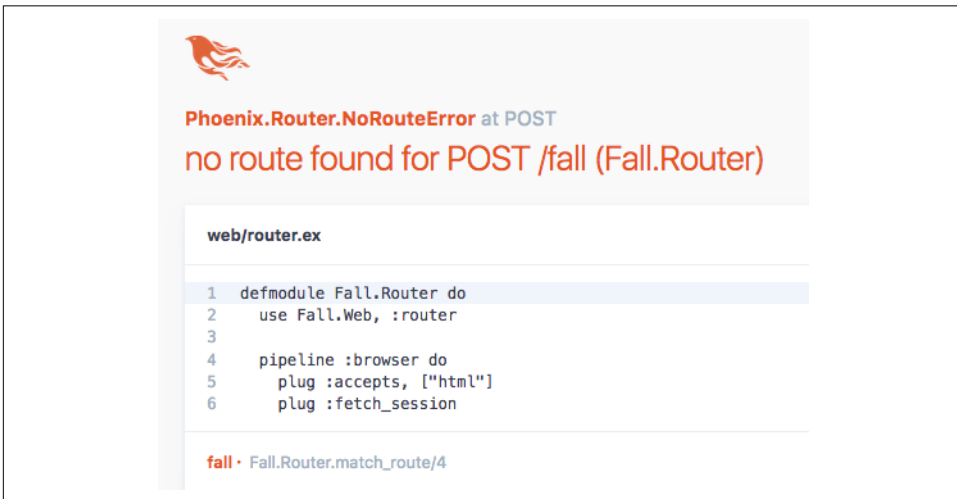 Phoenix.Router.NoRouteError at POST
no route found for POST /fall (Fall.Router)
web/router.ex
1 defmodule Fall.Router do
2   use Fall.Web, :router
3
4   pipeline :browser do
5     plug :accepts, ["html"]
6     plug :fetch_session
fall · Fall.Router.match_route/4